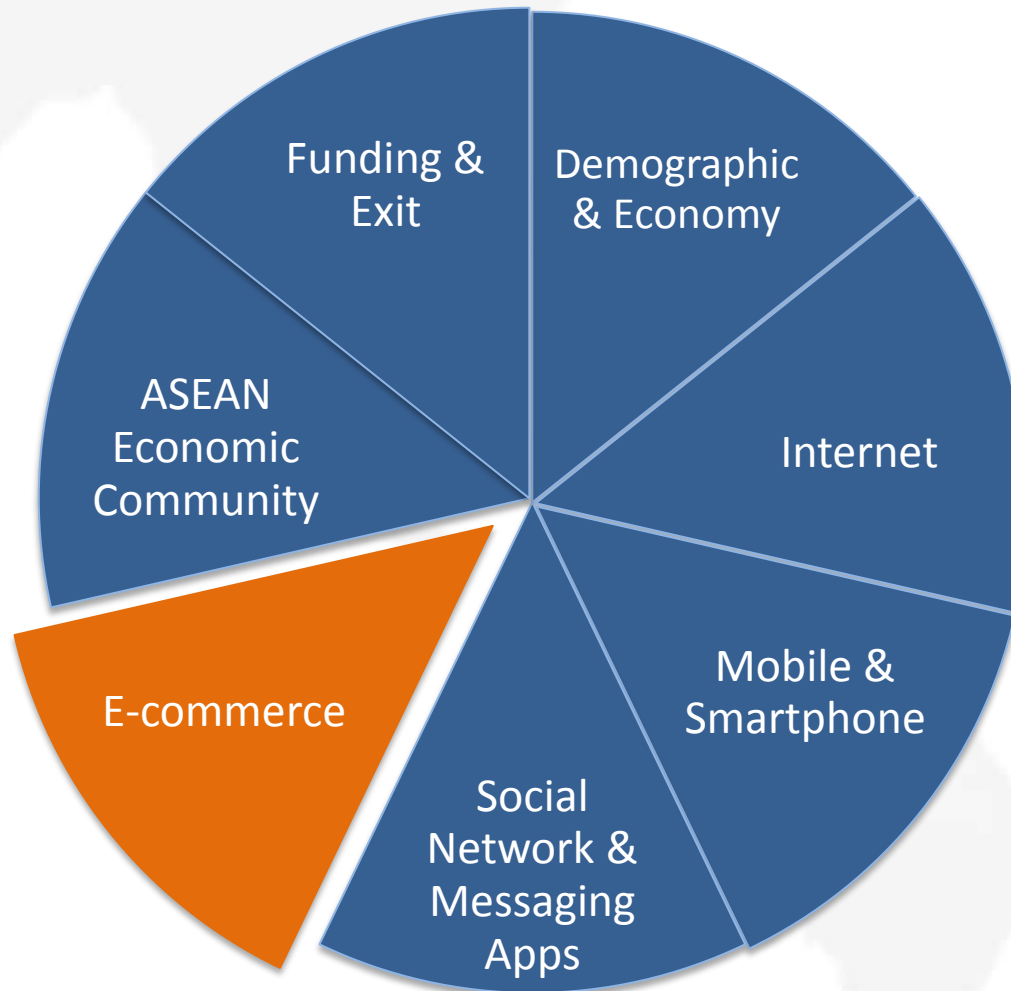 Funding &
Exit
Demographic
& Economy
ASEAN
Economic
Community
Internet
E-commerce
Mobile &
Smartphone
Social
Network &
Messaging
Apps